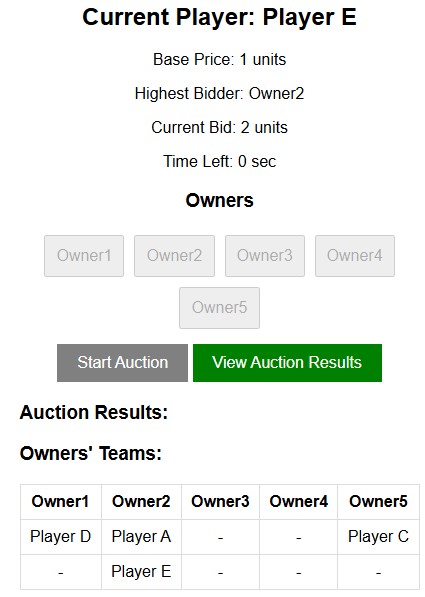 Current Player: Player E
Base Price: 1 units
Highest Bidder: Owner2
Current Bid: 2 units
Time Left: 0 sec
Owners
Owner1 Owner2 Owner3 Owner4
Owner5
Start Auction View Auction Results
Auction Results:
Owners' Teams:
Owner1 Owner2 Owner3 Owner4 Owner5
Player D Player A - - Player C
- Player E - - -